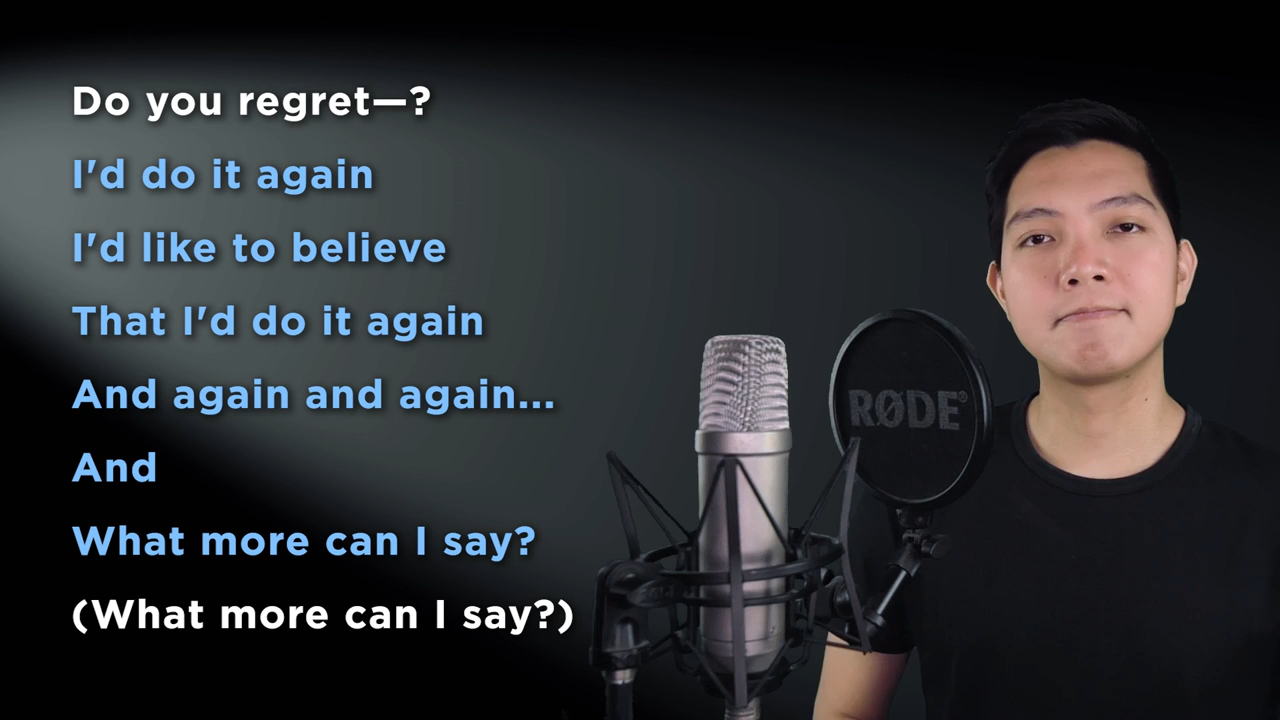 Do you regret—?
I'd do it again
I'd like to believe
That I'd do it again
And again and again...
And
What more can I say?
(What more can I say?)
RØDE®